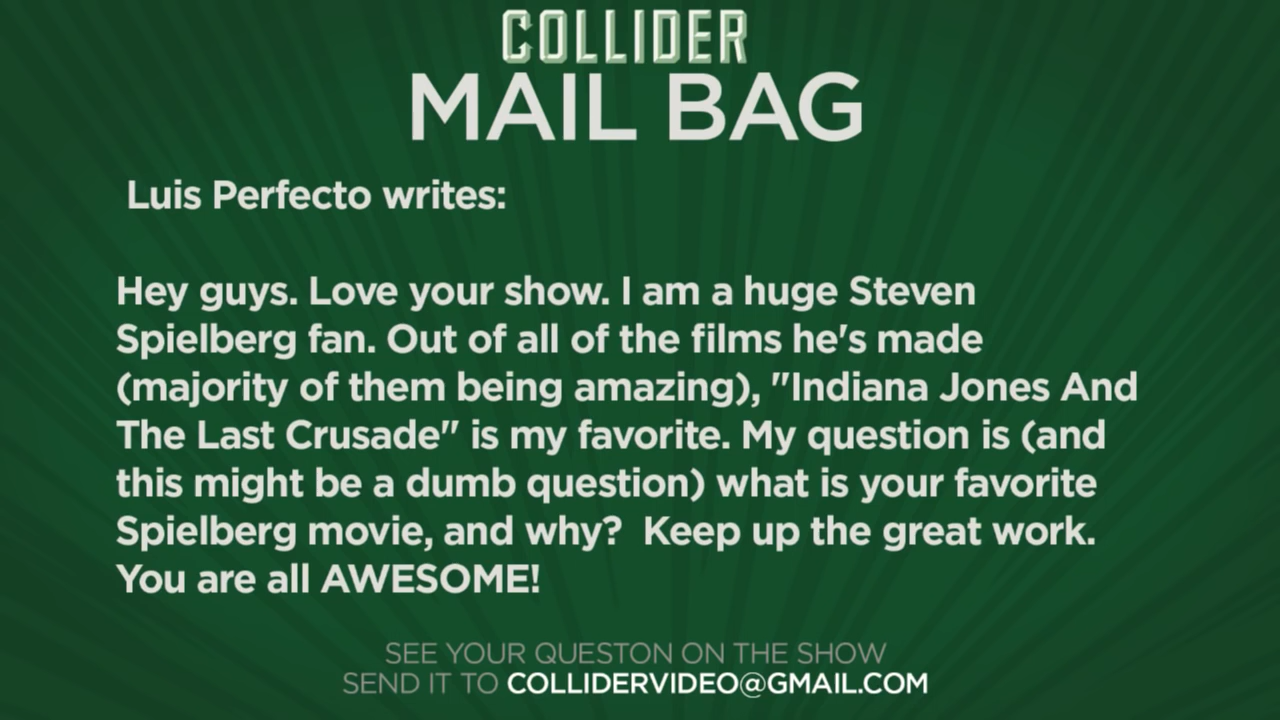 COLLIDER
MAIL BAG
Luis Perfecto writes:
Hey guys. Love your show. I am a huge Steven
Spielberg fan. Out of all of the films he's made
(majority of them being amazing), "Indiana Jones And
The Last Crusade" is my favorite. My question is (and
this might be a dumb question) what is your favorite
Spielberg movie, and why?  Keep up the great work.
You are all AWESOME!
SEE YOUR QUESTON ON THE SHOW
SEND IT TO COLLIDERVIDEO@GMAIL.COM